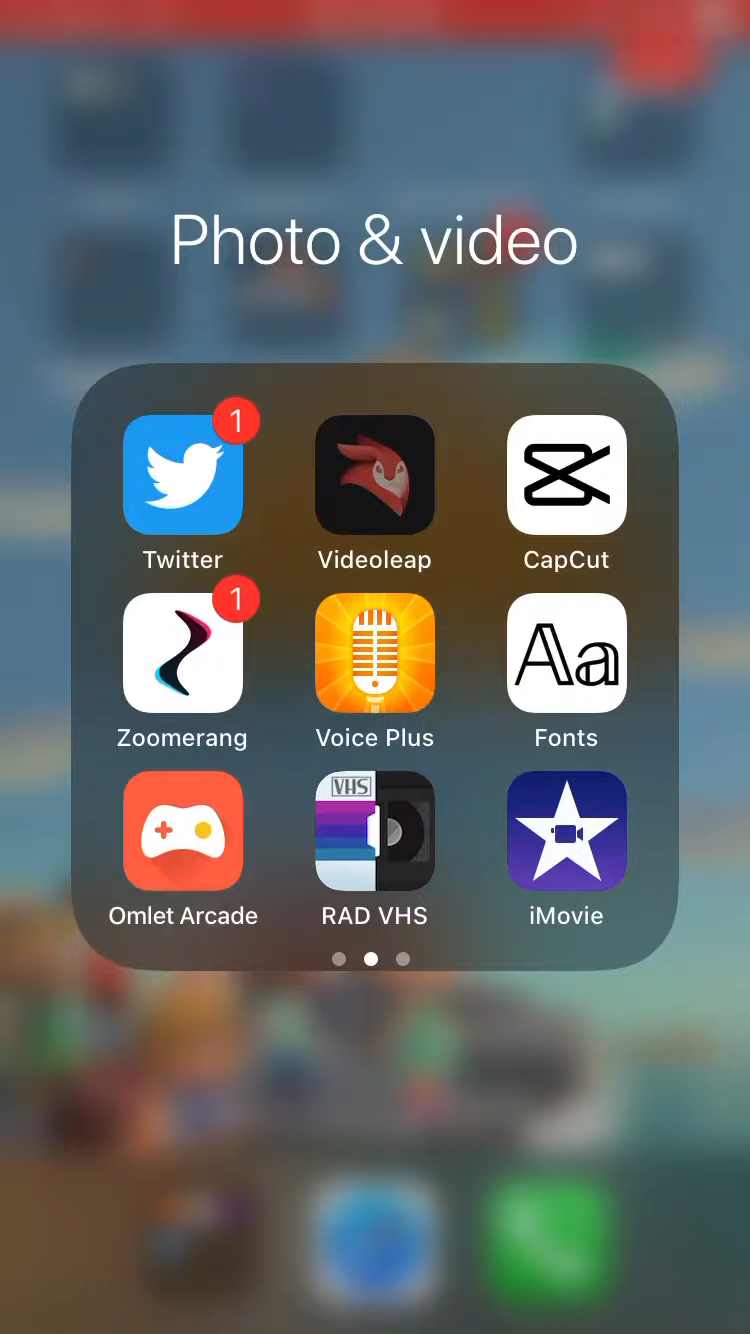 Photo & video
1
Twitter
Videoleap
CapCut
1
Aa
Zoomerang
Voice Plus
Fonts
VHS
Omlet Arcade
RAD VHS
iMovie